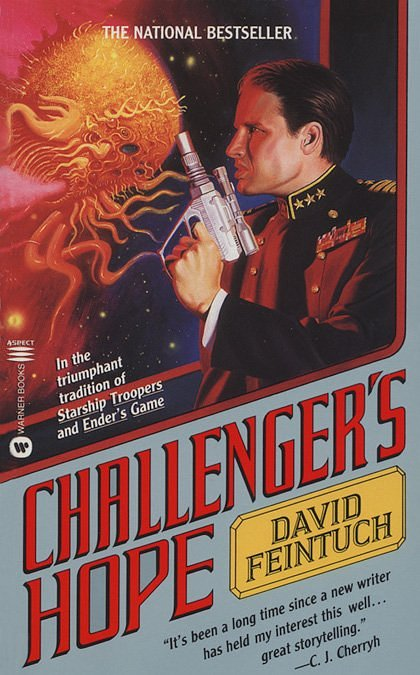 THE NATIONAL BESTSELLER
In the
triumphant
tradition of
Starship Troopers
and Ender's Game
ASPECT
WARNER BOOKS
CHALLENGER'S
HOPE
DAVID
FEINTUCH
"It's been a long time since a new writer
has held my interest this well...
great storytelling."
—C. J. Cherryh